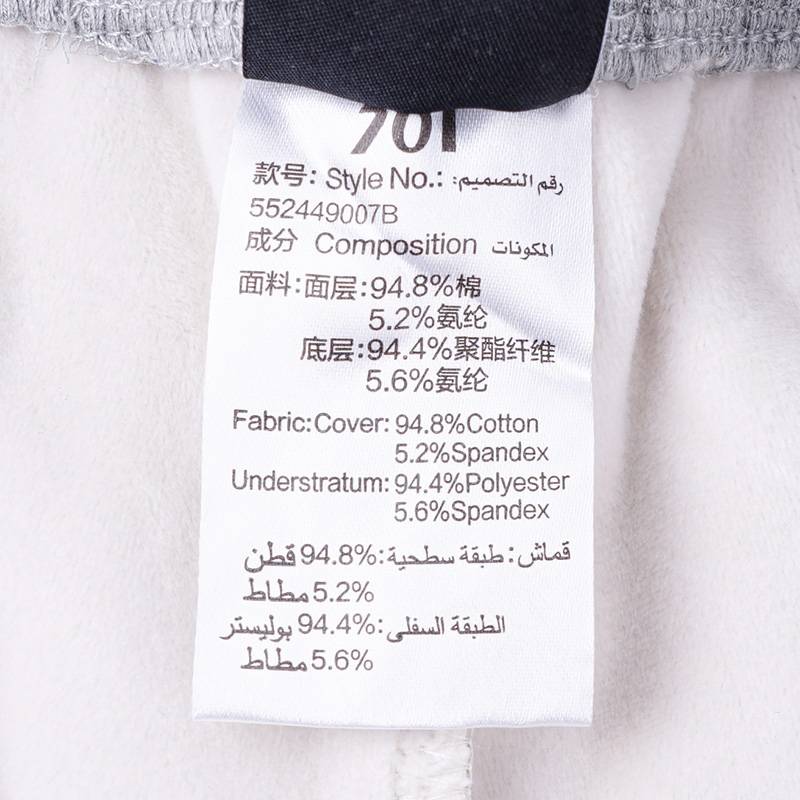 701
款号: Style No.: رقم التصميم:
552449007B
成分 Composition المكونات
面料:面层:94.8%棉
5.2%氨纶
底层:94.4%聚酯纤维
5.6%氨纶
Fabric:Cover: 94.8%Cotton
5.2%Spandex
Understratum: 94.4%Polyester
5.6%Spandex
قماش: طبقة سطحية: 94.8% قطن
5.2% مطاط
الطبقة السفلى: 94.4% بوليستر
5.6% مطاط